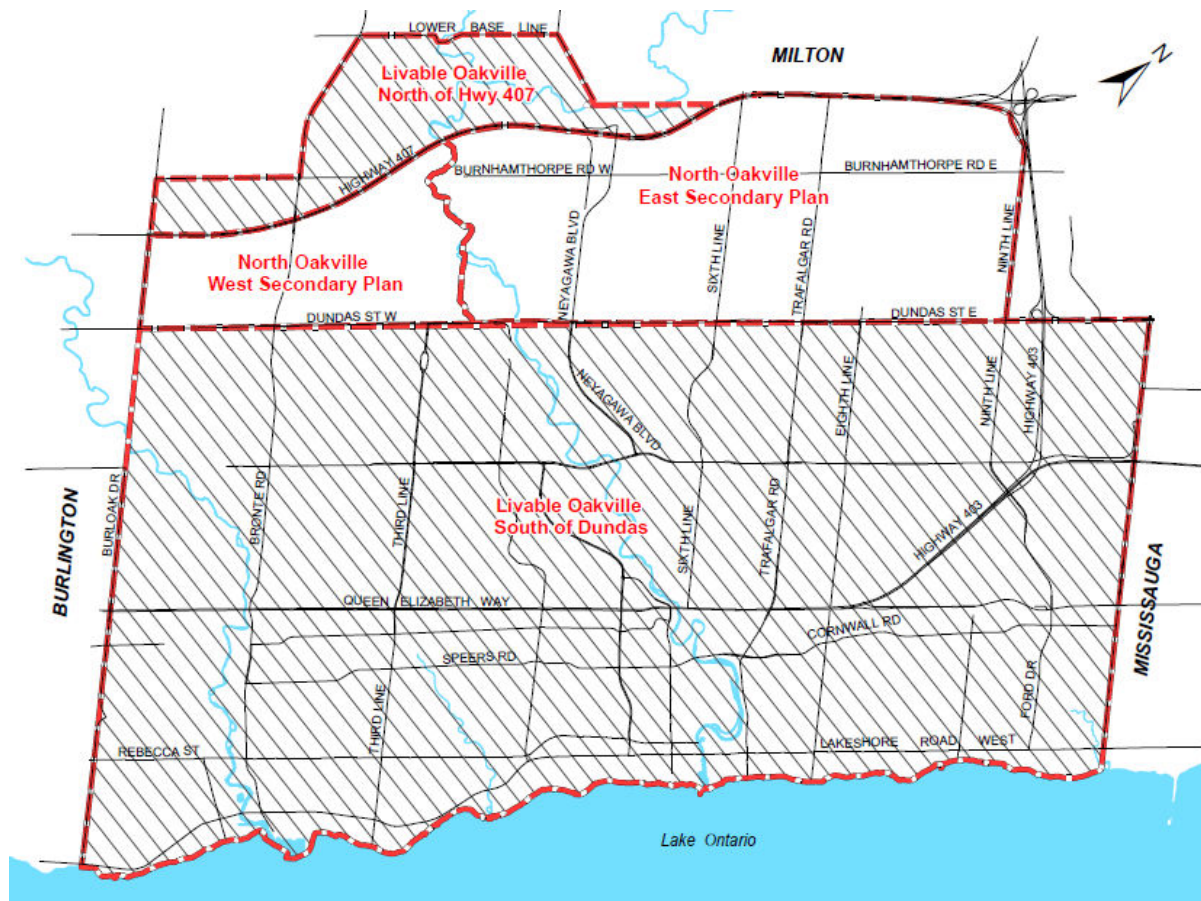 LOWER BASE LINE
MILTON
N
Livable Oakville
North of Hwy 407
HIGHWAY 407
BURNHAMTHORPE RD W
BURNHAMTHORPE RD E
North Oakville
East Secondary Plan
NEYAGAWA BLVD
SIXTH LINE
TRAFALGAR RD
NINTH LINE
North Oakville
West Secondary Plan
DUNDAS ST W
DUNDAS ST E
NEYAGAWA BLVD
EIGHTH LINE
NINTH LINE
HIGHWAY 403
BURLINGTON
BURLOAK DR
BRONTE RD
THIRD LINE
Livable Oakville
South of Dundas
SIXTH LINE
TRAFALGAR RD
HIGHWAY 403
MISSISSAUGA
QUEEN ELIZABETH WAY
CORNWALL RD
SPEERS RD
THIRD LINE
FORD DR
REBECCA ST
LAKESHORE ROAD WEST
Lake Ontario